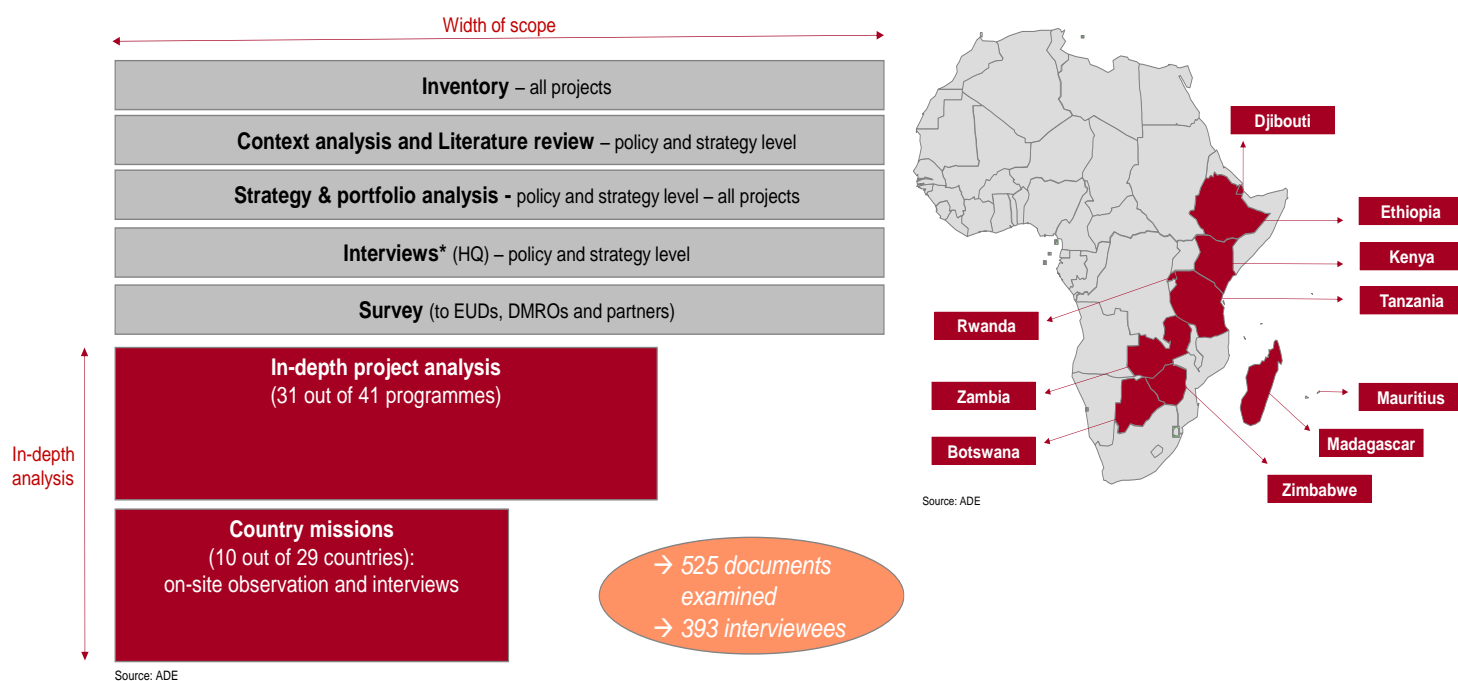 Width of scope
Inventory – all projects
Context analysis and Literature review – policy and strategy level
Strategy & portfolio analysis - policy and strategy level – all projects
Interviews* (HQ) – policy and strategy level
Survey (to EUDs, DMROs and partners)
In-depth
analysis
In-depth project analysis
(31 out of 41 programmes)
Country missions
(10 out of 29 countries):
on-site observation and interviews
→ 525 documents
examined
→ 393 interviewees
Source: ADE
Djibouti
Ethiopia
Kenya
Tanzania
Rwanda
Zambia
Mauritius
Madagascar
Botswana
Zimbabwe
Source: ADE